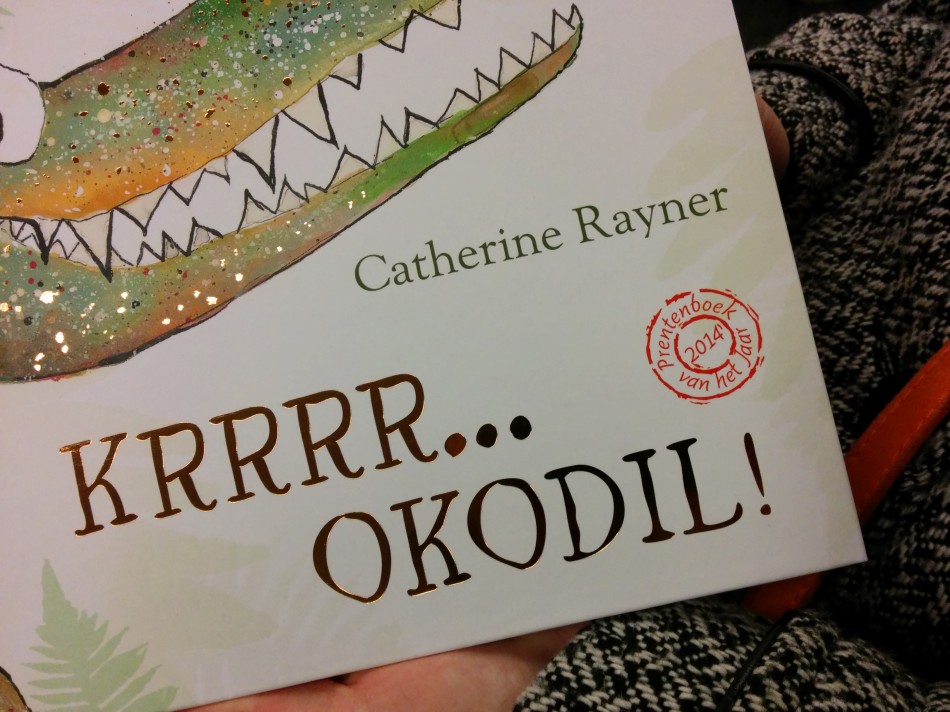 Catherine Rayner
Prentenboek
2014
van het Jaar
KRRRR...
OKODIL!